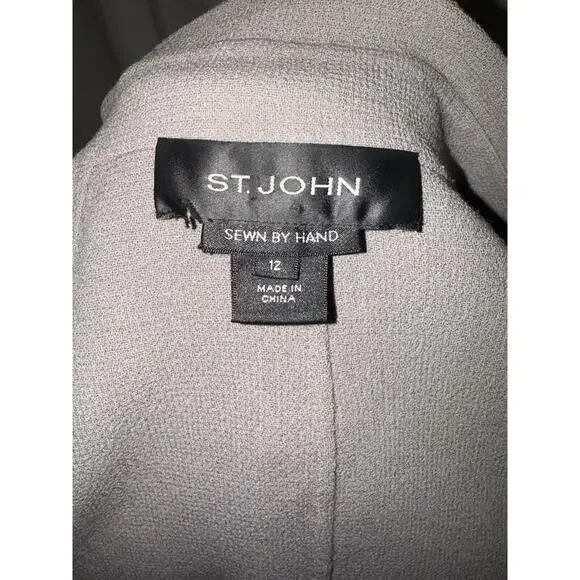 ST. JOHN
SEWN BY HAND
12
MADE IN
CHINA